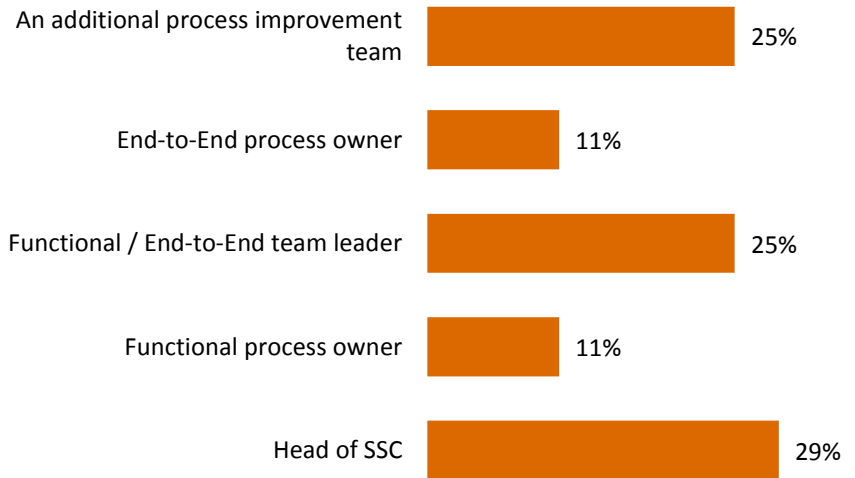 An additional process improvement
team
25%
End-to-End process owner
11%
Functional / End-to-End team leader
25%
Functional process owner
11%
Head of SSC
29%